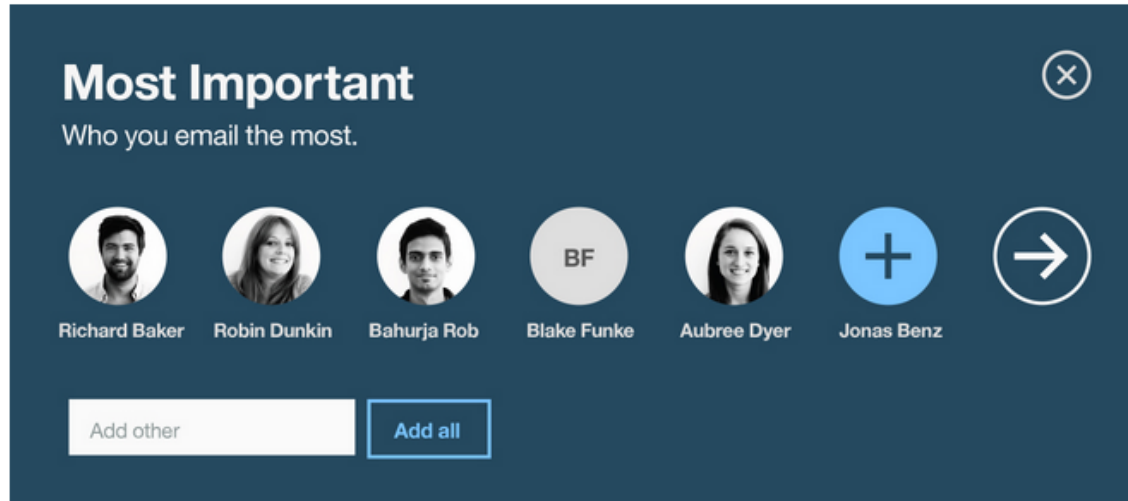 Most Important
Who you email the most.
BF
Richard Baker
Robin Dunkin
Bahurja Rob
Blake Funke
Aubree Dyer
Jonas Benz
Add other
Add all